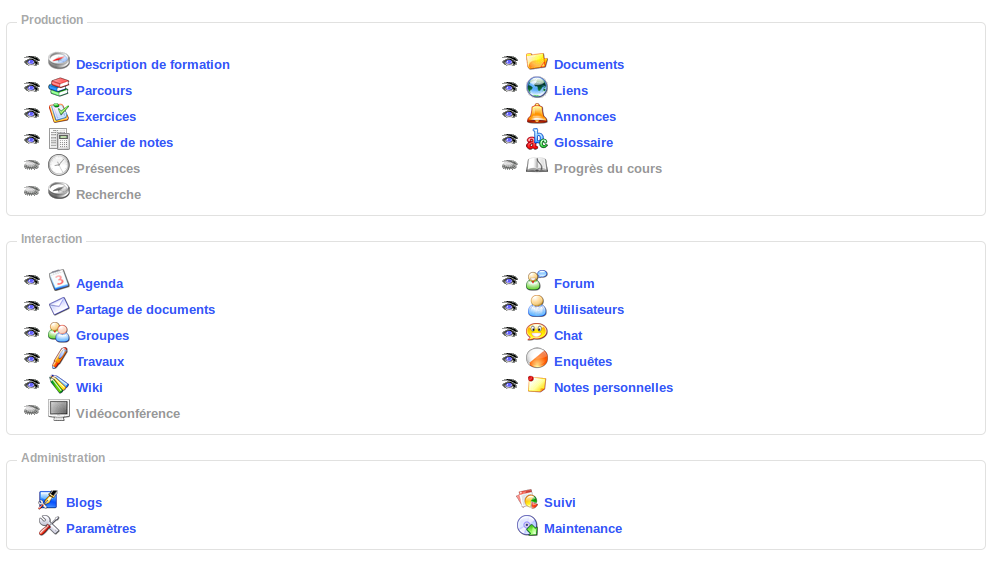 Production
Description de formation
Documents
Parcours
Liens
Exercices
Annonces
Cahier de notes
Glossaire
Présences
Progrès du cours
Recherche
Interaction
Agenda
Forum
Partage de documents
Utilisateurs
Groupes
Chat
Travaux
Enquêtes
Wiki
Notes personnelles
Vidéoconférence
Administration
Blogs
Suivi
Paramètres
Maintenance